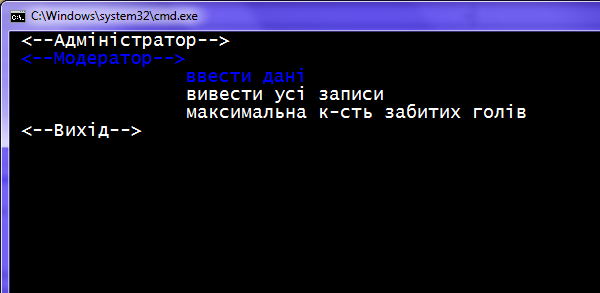 C:\Windows\system32\cmd.exe
<--Адміністратор-->
<--Модератор-->
ввести дані
вивести усі записи
максимальна к-сть забитих голів
<--Вихід-->